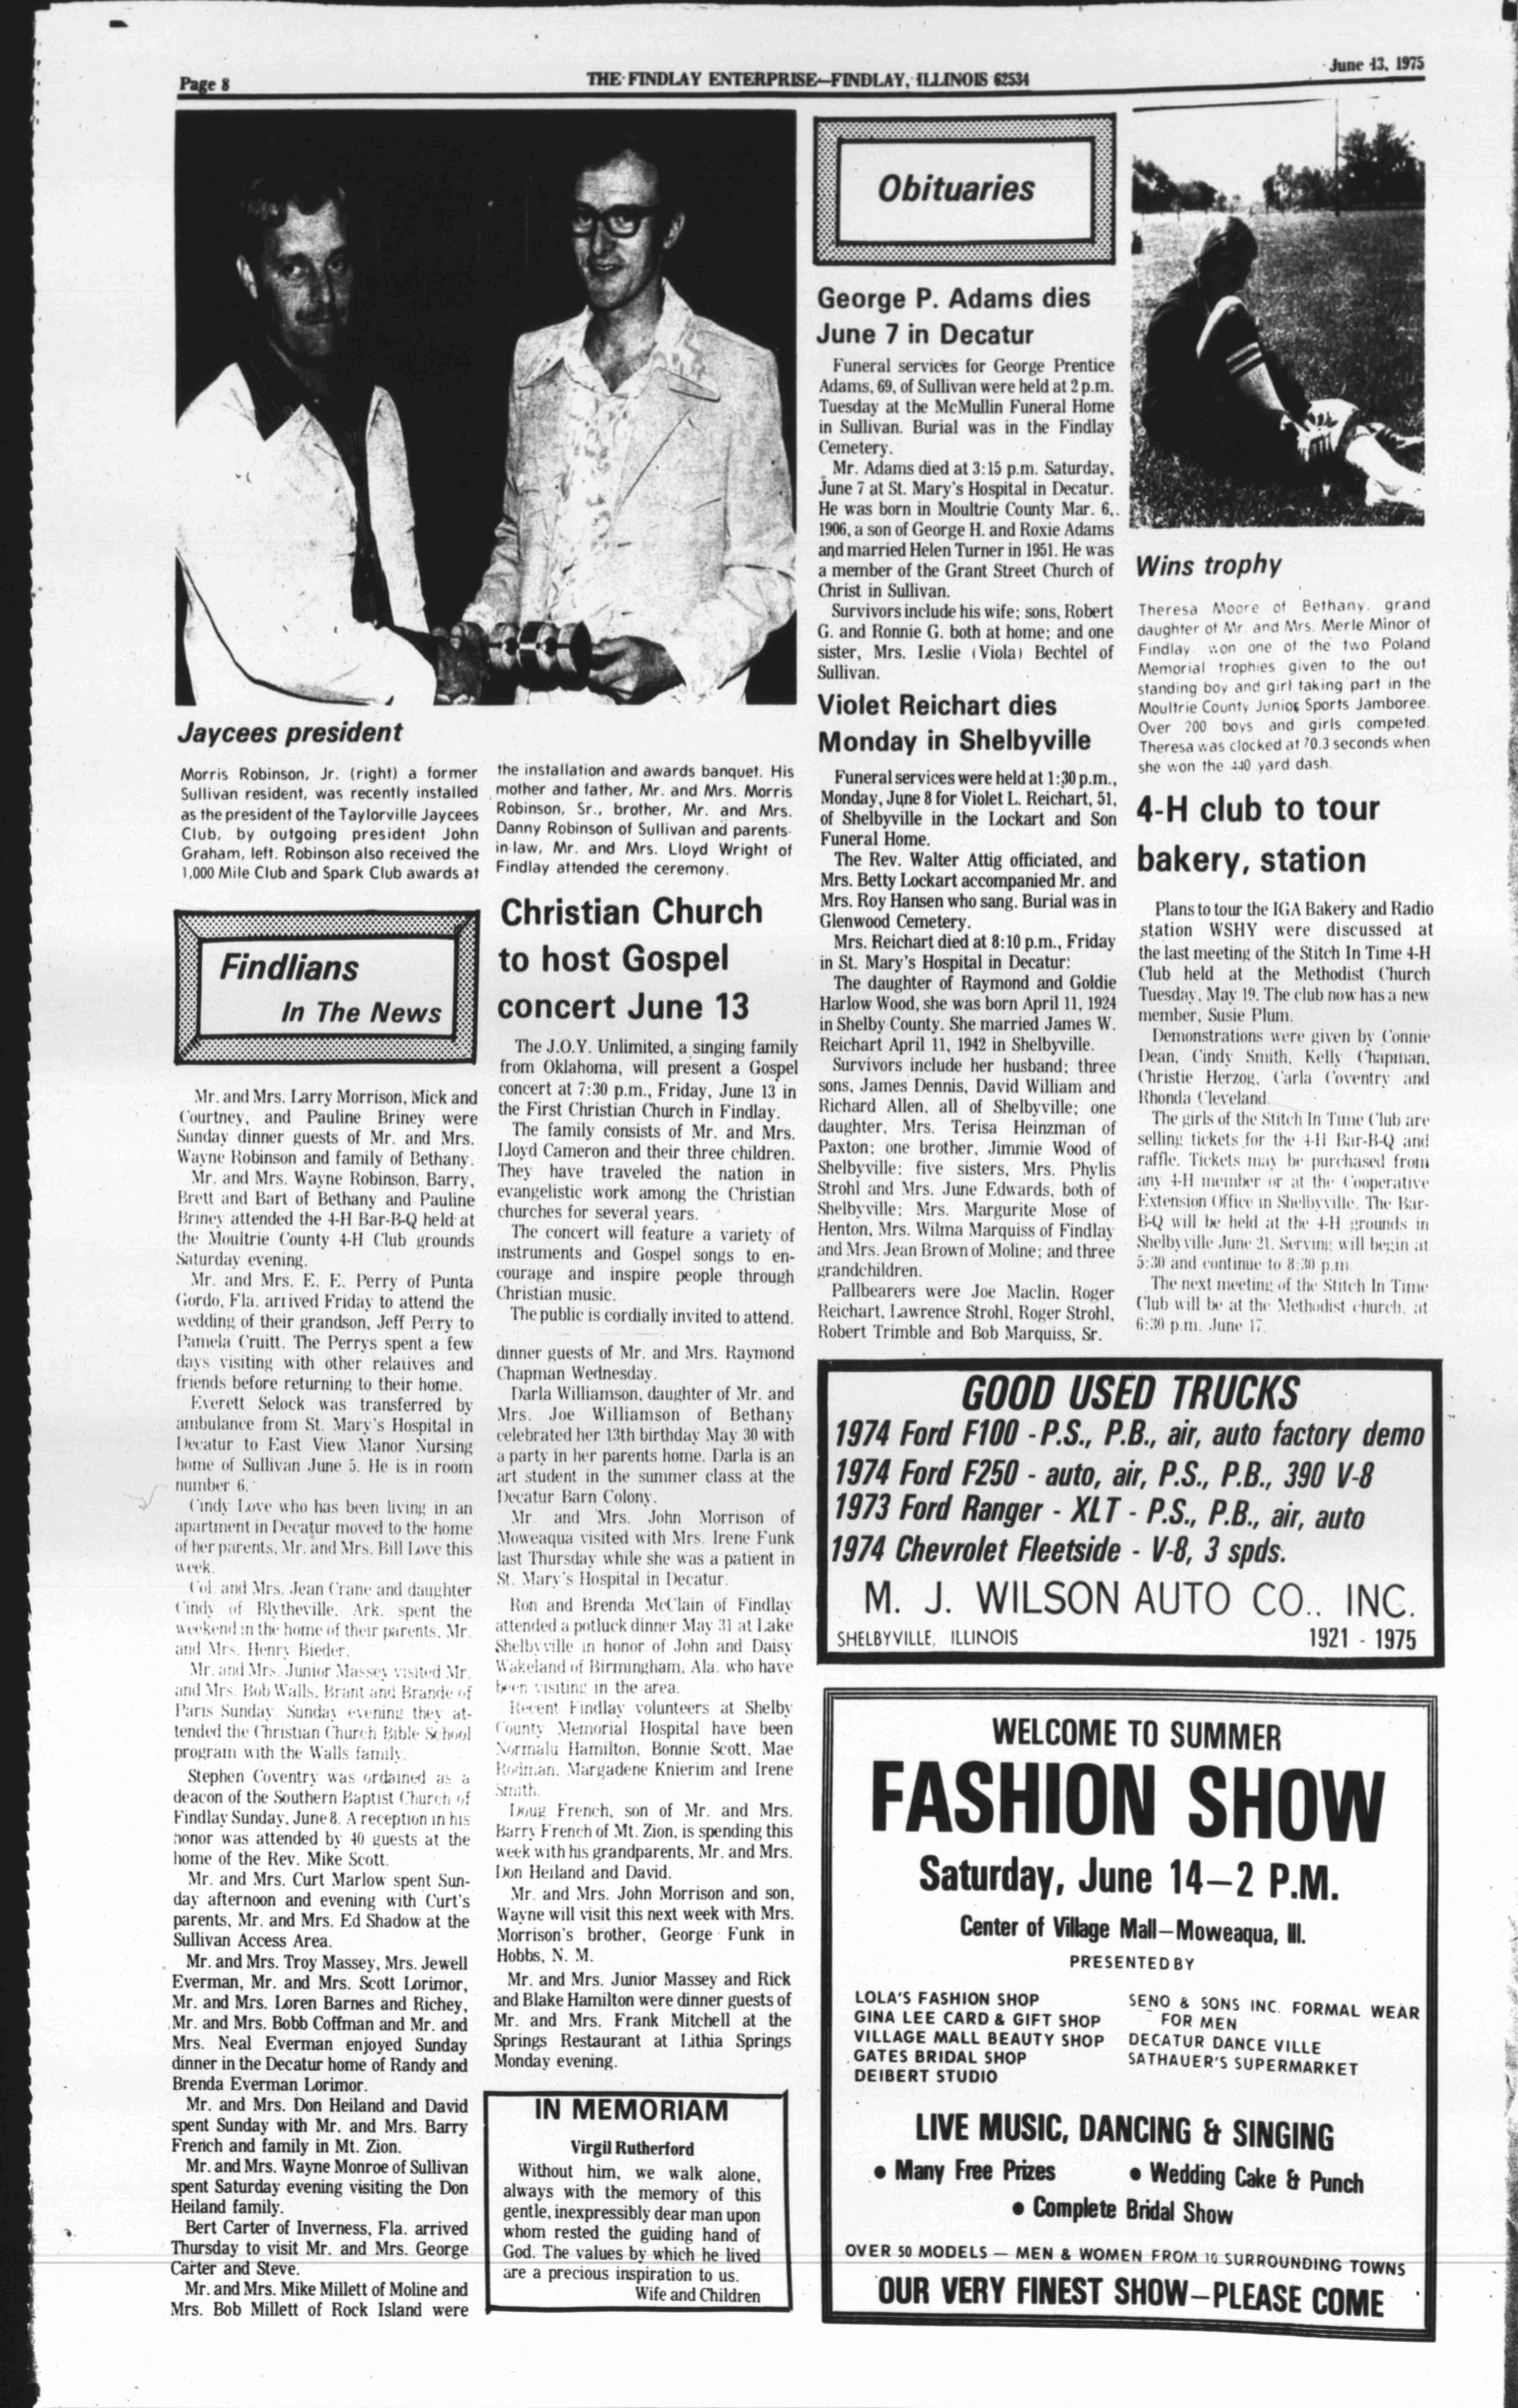 Page 8
THE FINDLAY ENTERPRISE—FINDLAY, ILLINOIS 62534
June 13, 1975
Jaycees president
Morris Robinson, Jr. (right) a former
Sullivan resident, was recently installed
as the president of the Taylorville Jaycees
Club, by outgoing president John
Graham, left. Robinson also received the
1,000 Mile Club and Spark Club awards at
the installation and awards banquet. His
mother and father, Mr. and Mrs. Morris
Robinson, Sr., brother, Mr. and Mrs.
Danny Robinson of Sullivan and parents-
in-law, Mr. and Mrs. Lloyd Wright of
Findlay attended the ceremony.
Findlians
In The News
Mr. and Mrs. Larry Morrison, Mick and
Courtney, and Pauline Briney were
Sunday dinner guests of Mr. and Mrs.
Wayne Robinson and family of Bethany.
Mr. and Mrs. Wayne Robinson, Barry,
Brett and Bart of Bethany and Pauline
Briney attended the 4-H Bar-B-Q held at
the Moultrie County 4-H Club grounds
Saturday evening.
Mr. and Mrs. E. E. Perry of Punta
Gordo, Fla. arrived Friday to attend the
wedding of their grandson, Jeff Perry to
Pamela Cruitt. The Perrys spent a few
days visiting with other relatives and
friends before returning to their home.
Everett Selock was transferred by
ambulance from St. Mary's Hospital in
Decatur to East View Manor Nursing
home of Sullivan June 5. He is in room
number 6.
Cindy Love who has been living in an
apartment in Decatur moved to the home
of her parents, Mr. and Mrs. Bill Love this
week.
Col. and Mrs. Jean Crane and daughter
Cindy of Blytheville, Ark. spent the
weekend in the home of their parents, Mr.
and Mrs. Henry Bieder.
Mr. and Mrs. Junior Massey visited Mr.
and Mrs. Bob Walls, Brant and Brande of
Paris Sunday. Sunday evening they at-
tended the Christian Church Bible School
program with the Walls family.
Stephen Coventry was ordained as a
deacon of the Southern Baptist Church of
Findlay Sunday, June 8. A reception in his
honor was attended by 40 guests at the
home of the Rev. Mike Scott.
Mr. and Mrs. Curt Marlow spent Sun-
day afternoon and evening with Curt's
parents, Mr. and Mrs. Ed Shadow at the
Sullivan Access Area.
Mr. and Mrs. Troy Massey, Mrs. Jewell
Everman, Mr. and Mrs. Scott Lorimor,
Mr. and Mrs. Loren Barnes and Richey,
Mr. and Mrs. Bobb Coffman and Mr. and
Mrs. Neal Everman enjoyed Sunday
dinner in the Decatur home of Randy and
Brenda Everman Lorimor.
Mr. and Mrs. Don Heiland and David
spent Sunday with Mr. and Mrs. Barry
French and family in Mt. Zion.
Mr. and Mrs. Wayne Monroe of Sullivan
spent Saturday evening visiting the Don
Heiland family.
Bert Carter of Inverness, Fla. arrived
Thursday to visit Mr. and Mrs. George
Carter and Steve.
Mr. and Mrs. Mike Millett of Moline and
Mrs. Bob Millett of Rock Island were
Christian Church
to host Gospel
concert June 13
The J.O.Y. Unlimited, a singing family
from Oklahoma, will present a Gospel
concert at 7:30 p.m., Friday, June 13 in
the First Christian Church in Findlay.
The family consists of Mr. and Mrs.
Lloyd Cameron and their three children.
They have traveled the nation in
evangelistic work among the Christian
churches for several years.
The concert will feature a variety of
instruments and Gospel songs to en-
courage and inspire people through
Christian music.
The public is cordially invited to attend.
dinner guests of Mr. and Mrs. Raymond
Chapman Wednesday.
Darla Williamson, daughter of Mr. and
Mrs. Joe Williamson of Bethany
celebrated her 13th birthday May 30 with
a party in her parents home. Darla is an
art student in the summer class at the
Decatur Barn Colony.
Mr. and Mrs. John Morrison of
Moweaqua visited with Mrs. Irene Funk
last Thursday while she was a patient in
St. Mary's Hospital in Decatur.
Ron and Brenda McClain of Findlay
attended a potluck dinner May 31 at Lake
Shelbyville in honor of John and Daisy
Wakeland of Birmingham, Ala. who have
been visiting in the area.
Recent Findlay volunteers at Shelby
County Memorial Hospital have been
Normalu Hamilton, Bonnie Scott, Mae
Rodman, Margadene Knierim and Irene
Smith.
Doug French, son of Mr. and Mrs.
Barry French of Mt. Zion, is spending this
week with his grandparents, Mr. and Mrs.
Don Heiland and David.
Mr. and Mrs. John Morrison and son,
Wayne will visit this next week with Mrs.
Morrison's brother, George Funk in
Hobbs, N. M.
Mr. and Mrs. Junior Massey and Rick
and Blake Hamilton were dinner guests of
Mr. and Mrs. Frank Mitchell at the
Springs Restaurant at Lithia Springs
Monday evening.
IN MEMORIAM
Virgil Rutherford
Without him, we walk alone,
always with the memory of this
gentle, inexpressibly dear man upon
whom rested the guiding hand of
God. The values by which he lived
are a precious inspiration to us.
Wife and Children
Obituaries
George P. Adams dies
June 7 in Decatur
Funeral services for George Prentice
Adams, 69, of Sullivan were held at 2 p.m.
Tuesday at the McMullin Funeral Home
in Sullivan. Burial was in the Findlay
Cemetery.
Mr. Adams died at 3:15 p.m. Saturday,
June 7 at St. Mary's Hospital in Decatur.
He was born in Moultrie County Mar. 6,
1906, a son of George H. and Roxie Adams
and married Helen Turner in 1951. He was
a member of the Grant Street Church of
Christ in Sullivan.
Survivors include his wife; sons, Robert
G. and Ronnie G. both at home; and one
sister, Mrs. Leslie (Viola) Bechtel of
Sullivan.
Violet Reichart dies
Monday in Shelbyville
Funeral services were held at 1:30 p.m.,
Monday, June 8 for Violet L. Reichart, 51,
of Shelbyville in the Lockart and Son
Funeral Home.
The Rev. Walter Attig officiated, and
Mrs. Betty Lockart accompanied Mr. and
Mrs. Roy Hansen who sang. Burial was in
Glenwood Cemetery.
Mrs. Reichart died at 8:10 p.m., Friday
in St. Mary's Hospital in Decatur:
The daughter of Raymond and Goldie
Harlow Wood, she was born April 11, 1924
in Shelby County. She married James W.
Reichart April 11, 1942 in Shelbyville.
Survivors include her husband; three
sons, James Dennis, David William and
Richard Allen, all of Shelbyville; one
daughter, Mrs. Terisa Heinzman of
Paxton; one brother, Jimmie Wood of
Shelbyville; five sisters, Mrs. Phylis
Strohl and Mrs. June Edwards, both of
Shelbyville; Mrs. Margurite Mose of
Henton, Mrs. Wilma Marquiss of Findlay
and Mrs. Jean Brown of Moline; and three
grandchildren.
Pallbearers were Joe Maclin, Roger
Reichart, Lawrence Strohl, Roger Strohl,
Robert Trimble and Bob Marquiss, Sr.
Wins trophy
Theresa Moore of Bethany, grand
daughter of Mr. and Mrs. Merle Minor of
Findlay, won one of the two Poland
Memorial trophies given to the out
standing boy and girl taking part in the
Moultrie County Junior Sports Jamboree.
Over 200 boys and girls competed.
Theresa was clocked at 70.3 seconds when
she won the 440 yard dash.
4-H club to tour
bakery, station
Plans to tour the IGA Bakery and Radio
station WSHY were discussed at
the last meeting of the Stitch In Time 4-H
Club held at the Methodist Church
Tuesday, May 19. The club now has a new
member, Susie Plum.
Demonstrations were given by Connie
Dean, Cindy Smith, Kelly Chapman,
Christie Herzog, Carla Coventry and
Rhonda Cleveland.
The girls of the Stitch In Time Club are
selling tickets for the 4-H Bar-B-Q and
raffle. Tickets may be purchased from
any 4-H member or at the Cooperative
Extension Office in Shelbyville. The Bar-
B-Q will be held at the 4-H grounds in
Shelbyville June 21. Serving will begin at
5:30 and continue to 8:30 p.m.
The next meeting of the Stitch In Time
Club will be at the Methodist church, at
6:30 p.m. June 17.
GOOD USED TRUCKS
1974 Ford F100 - P.S., P.B., air, auto factory demo
1974 Ford F250 - auto, air, P.S., P.B., 390 V-8
1973 Ford Ranger - XLT - P.S., P.B., air, auto
1974 Chevrolet Fleetside - V-8, 3 spds.
M. J. WILSON AUTO CO., INC.
SHELBYVILLE, ILLINOIS 1921 - 1975
WELCOME TO SUMMER
FASHION SHOW
Saturday, June 14—2 P.M.
Center of Village Mall—Moweaqua, Ill.
PRESENTED BY
LOLA'S FASHION SHOP
GINA LEE CARD & GIFT SHOP
VILLAGE MALL BEAUTY SHOP
GATES BRIDAL SHOP
DEIBERT STUDIO
SENO & SONS INC. FORMAL WEAR
FOR MEN
DECATUR DANCE VILLE
SATHAUER'S SUPERMARKET
LIVE MUSIC, DANCING & SINGING
• Many Free Prizes • Wedding Cake & Punch
• Complete Bridal Show
OVER 50 MODELS — MEN & WOMEN FROM 10 SURROUNDING TOWNS
OUR VERY FINEST SHOW—PLEASE COME